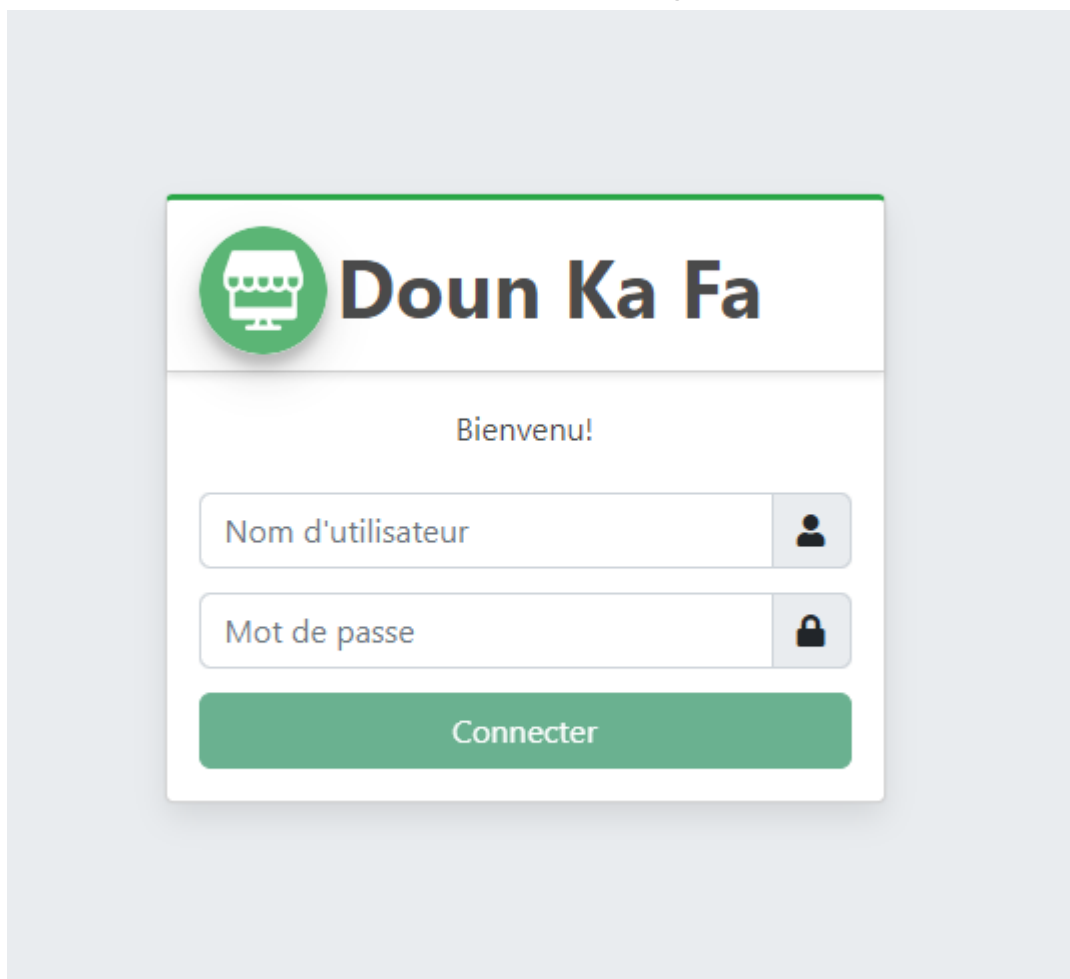 Doun Ka Fa
Bienvenu!
Nom d'utilisateur
Mot de passe
Connecter